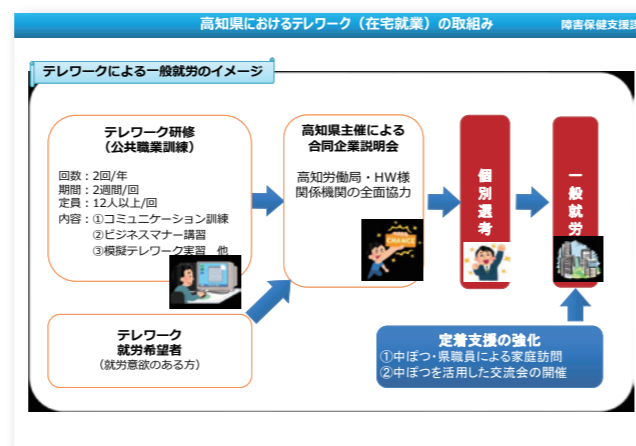 高知県におけるテレワーク（在宅就業）の取組み
障害保健支援課
テレワークによる一般就労のイメージ
テレワーク研修
（公共職業訓練）
回数：2回/年
期間：2週間/回
定員：12人以上/回
内容：①コミュニケーション訓練
②ビジネスマナー講習
③模擬テレワーク実習　他
高知県主催による
合同企業説明会
高知労働局・HW様
関係機関の全面協力
CHANCE
個別選考
一般就労
テレワーク
就労希望者
（就労意欲のある方）
定着支援の強化
①中ぽつ・県職員による家庭訪問
②中ぽつを活用した交流会の開催